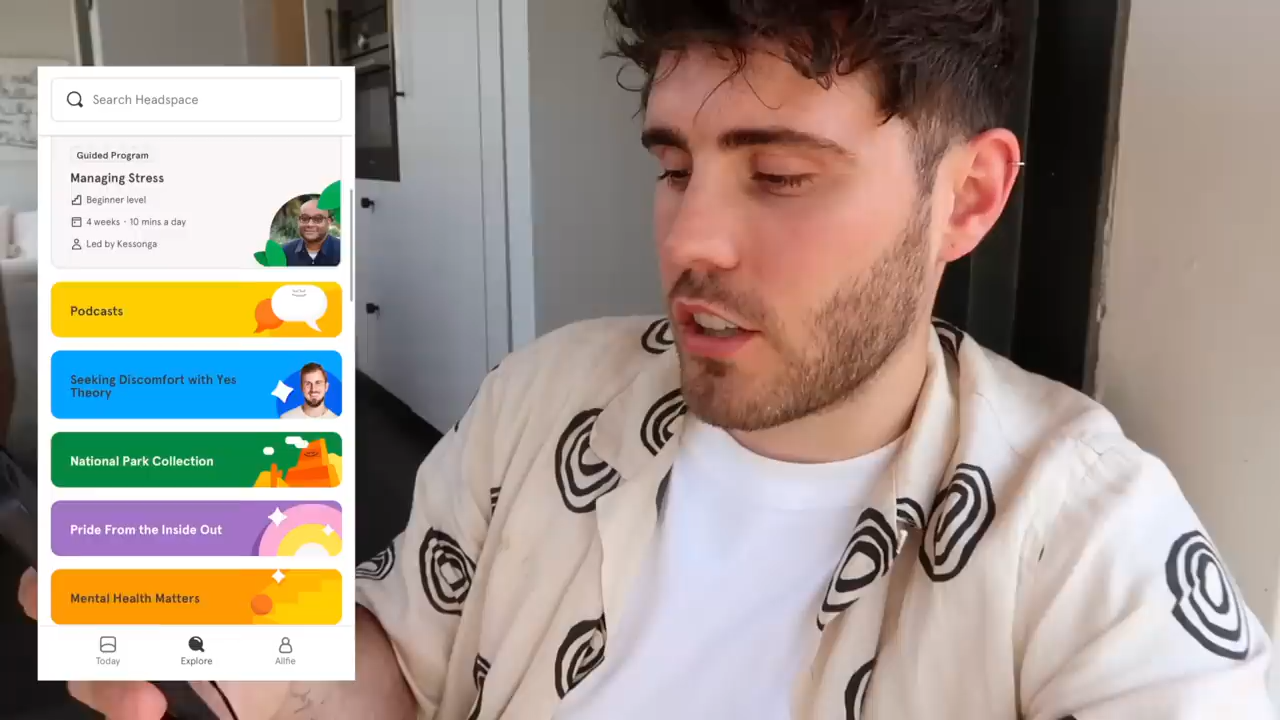 Search Headspace
Guided Program
Managing Stress
Beginner level
4 weeks · 10 mins a day
Led by Kessonga
Podcasts
Seeking Discomfort with Yes
Theory
National Park Collection
Pride From the Inside Out
Mental Health Matters
Today
Explore
Allfie